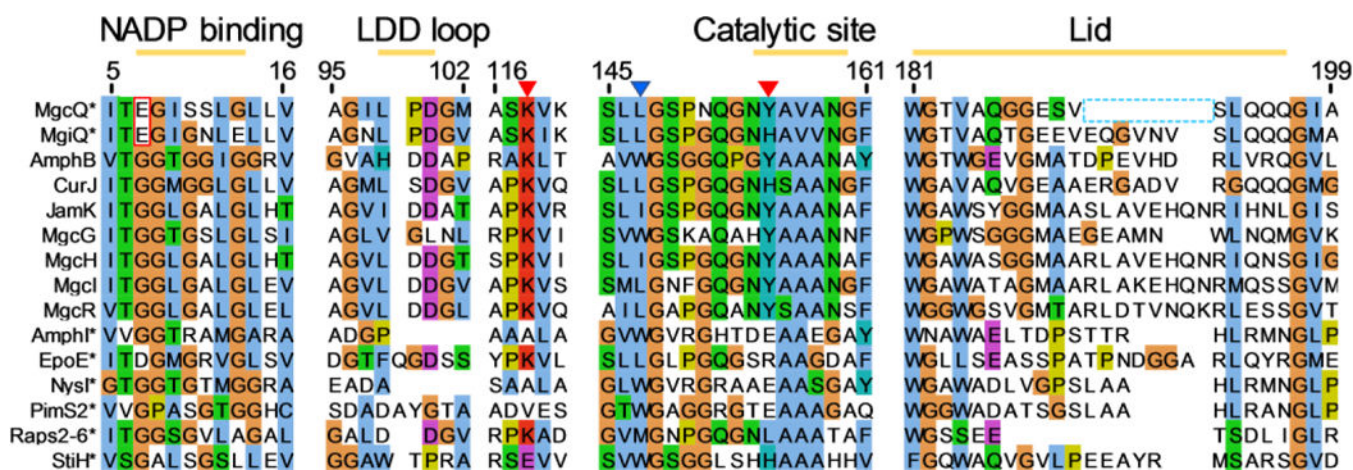 NADP binding LDD loop Catalytic site Lid
5 16 95 102 116 145 161 181 199
MgcQ* ITEGISSLGLLV AGIL PDGM ASKVK SLLGSPNQGNYAVANGF WGTVAQGGESV SLQQQGIA
MgiQ* ITEGIGNLELLV AGNL PDGV ASKIK SLLGSPGQGNHAVVNGF WGTVAQTGEEVEQGVNV SLQQQGMA
AmphB VTGGTGGIGGRV GVAH DDAP RAKLT AVWGSGGQPGYAAANAY WGTWGEVGMATDPEVHD RLVRQGVL
CurJ ITGGMGGLGLLV AGML SDGV APKVQ SLLGSPGQGNHSAANGF WGAVAQVGEAAERGADV RGQQQGMG
JamK ITGGLGALGLHT AGVI DDAT APKVR SLIGSPGQGNYAAANAF WGAWSYGGMAASLAVEHQNRIHNLGIS
MgcG ITGGTGSLGLSI AGLV GLNL RPKVI SVWGSKAQAHYAAANNF WGPWSGGGMAEGEAMN WLNQMGVK
MgcH ITGGLGALGLHT AGVL DDGT SPKVI SLIGSPGQGNYAAANAF WGAWASGGMAARLAVEHQNRIQNSGIG
MgcI ITGGLGALGLEV AGVL DDGV APKVL SMLGNFGQGNYAAANAF WGAWATAGMAARLAKEHQNRMQSSGVM
MgcR VTGGLGALGLEL AGVL DDGL APKVQ AILGAPGQANYSAANSF WGGWGSVGMTARLDTVNQKRLESSGVT
AmphI* VVGGTRAMGARA ADGP AAALA GVWGVRGHTDEAAEGAY WNAWAELTDPSTTR HLRMNGLP
EpoE* ITDGMGRVGLSV DGTFQGDSS YPKVL SLLGLPGQGSRAAGDAF WGLLSEASSPATPNDGGA RLQYRGME
NysI* GTGGTGTMGGRA EADA SAALA GLWGVRGRAAEAASGAY WGAWADLVGPSLAA HLRMNGLP
PimS2* VVGPASGTGGHC SDADAYGTA ADVES GTWGAGGRGTEAAAGAQ WGGWADATSGSLAA HLRANGLP
Raps2-6* ITGGSGVLAGAL GALD DGVR PKAD GVMGNPGQGNLAAATAF WGSSEE TSDLIGLR
StiH* VSGALSGSLLEV GGAW TPRA RSEVV SWGSGGLSHHAAAHHV FGQWAQVGVLPEEAYR MSASGVD